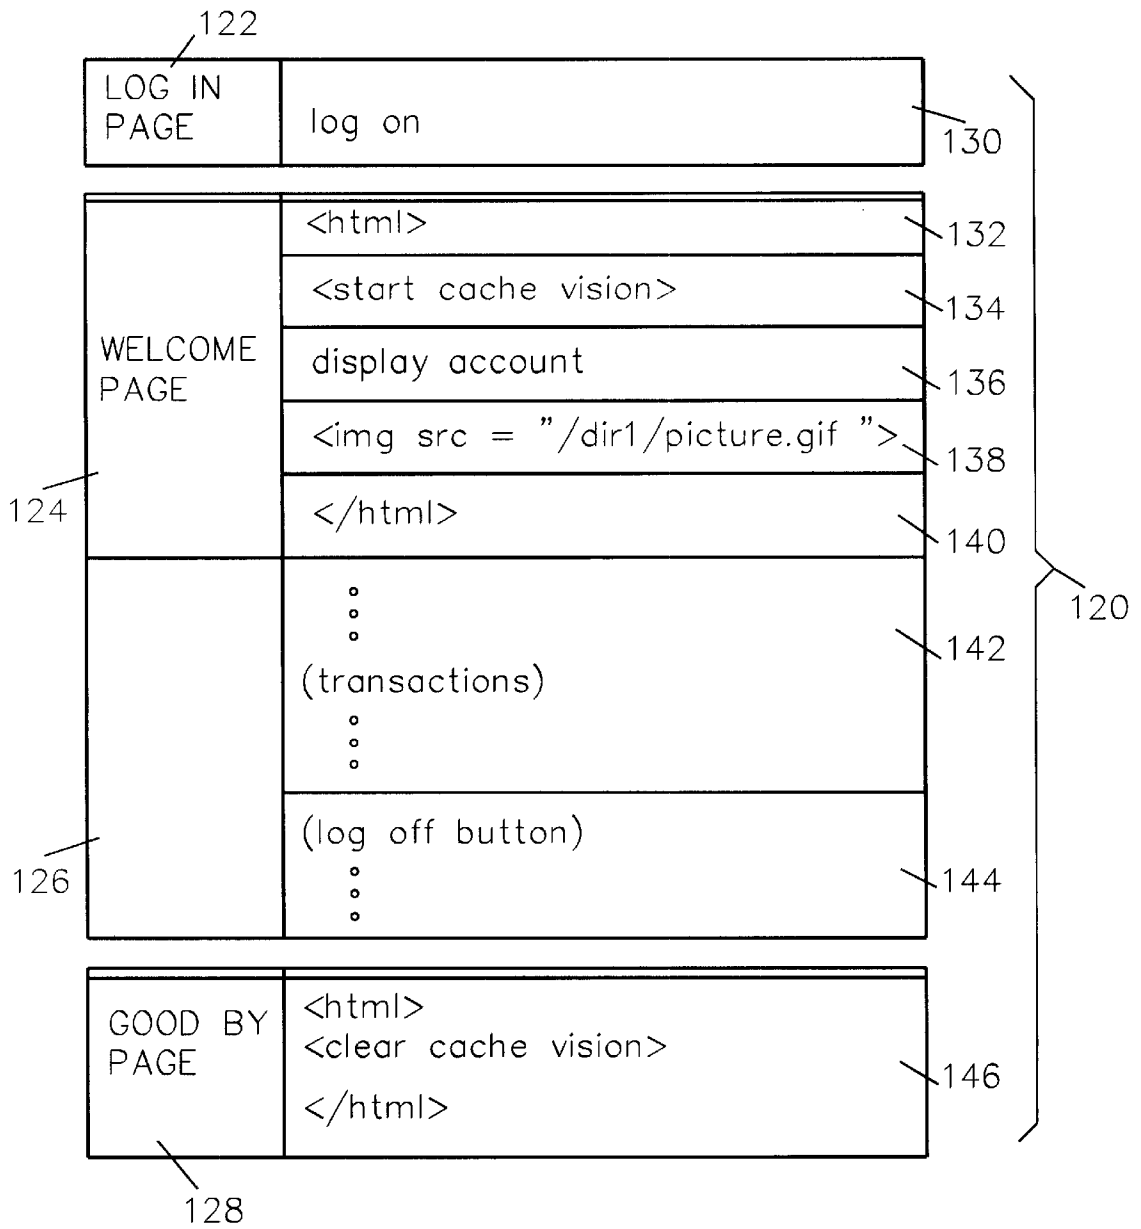 122
LOG IN
PAGE
log on
130
<html>
132
<start cache vision>
134
WELCOME
PAGE
display account
136
<img src = "/dir1/picture.gif ">
138
124
</html>
140
120
142
(transactions)
(log off button)
126
144
GOOD BY
PAGE
<html>
<clear cache vision>
</html>
146
128